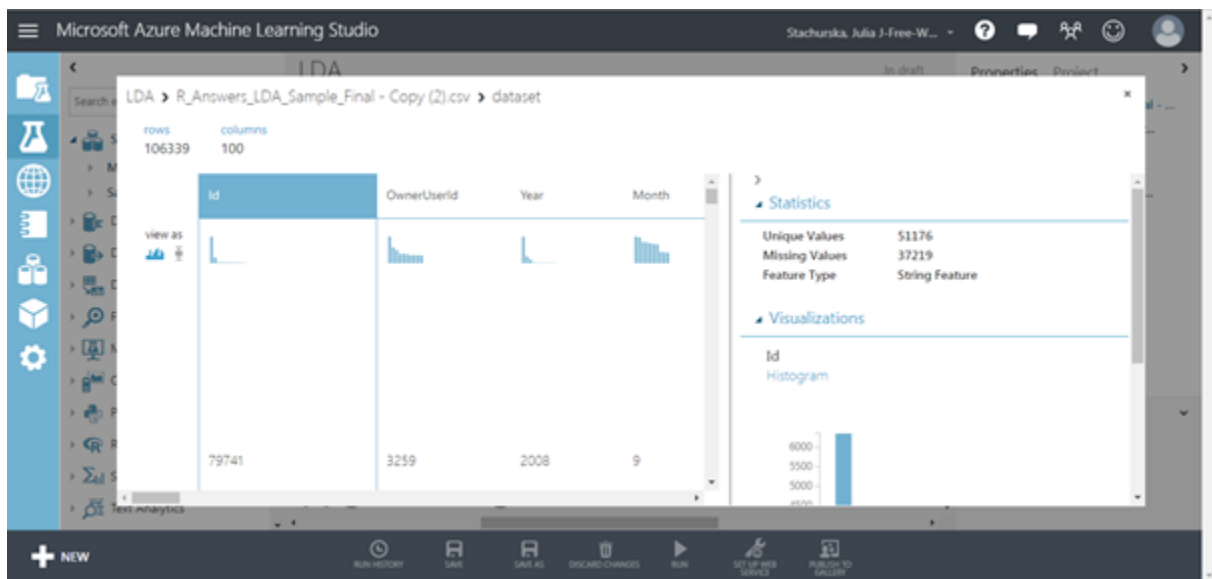 Microsoft Azure Machine Learning Studio
Stachurska, Julia J-Free-W...
LDA
In draft
Properties Project
Search e
LDA > R_Answers_LDA_Sample_Final - Copy (2).csv > dataset
rows columns
106339 100
Id OwnerUserId Year Month
view as
79741 3259 2008 9
Statistics
Unique Values 51176
Missing Values 37219
Feature Type String Feature
Visualizations
Id
Histogram
6000
5500
5000
4500
Text Analytics
NEW
RUN HISTORY
SAVE
SAVE AS
DISCARD CHANGES
RUN
SET UP WEB
SERVICE
PUBLISH TO
GALLERY